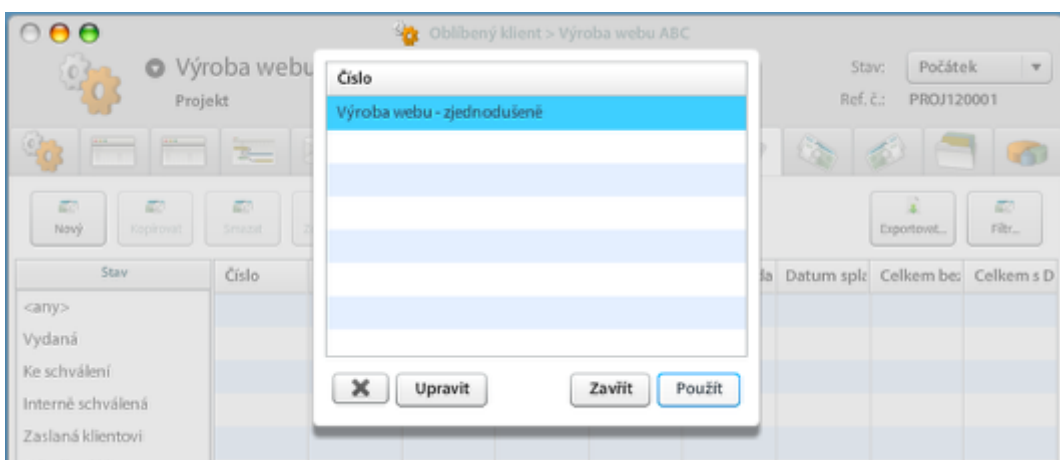 Oblíbený klient > Výroba webu ABC
Výroba webu
Projekt
Stav: Počátek
Ref. č.: PROJ120001
Číslo
Výroba webu - zjednodušeně
Nový
Kopírovat
Smazat
Exportovat...
Filtr...
Stav
Číslo
Datum spla
Celkem bez
Celkem s D
<any>
Vydaná
Ke schválení
Interně schválená
Zaslaná klientovi
Upravit
Zavřít
Použít